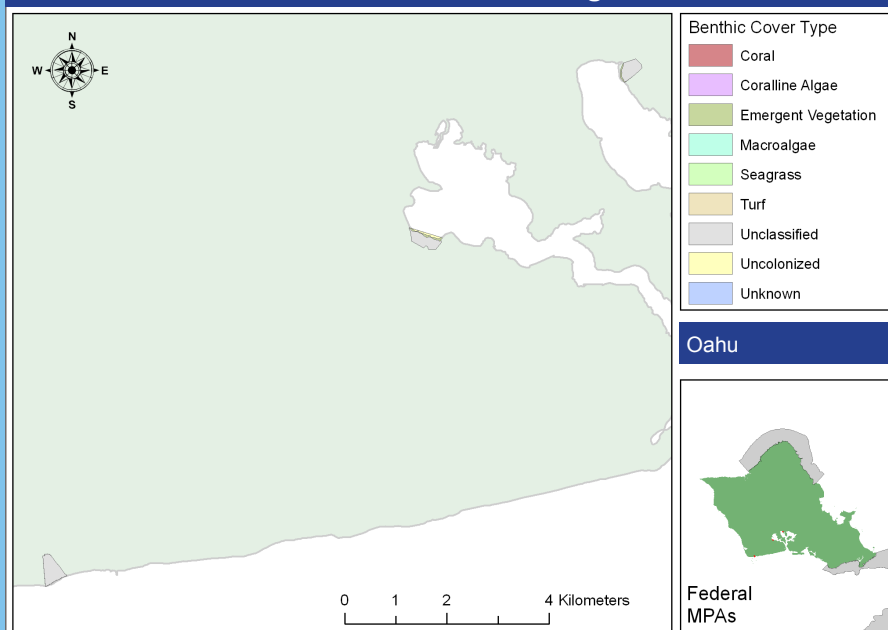 N
W E
S
Benthic Cover Type
Coral
Coralline Algae
Emergent Vegetation
Macroalgae
Seagrass
Turf
Unclassified
Uncolonized
Unknown
Oahu
Federal
MPAs
0 1 2 4 Kilometers